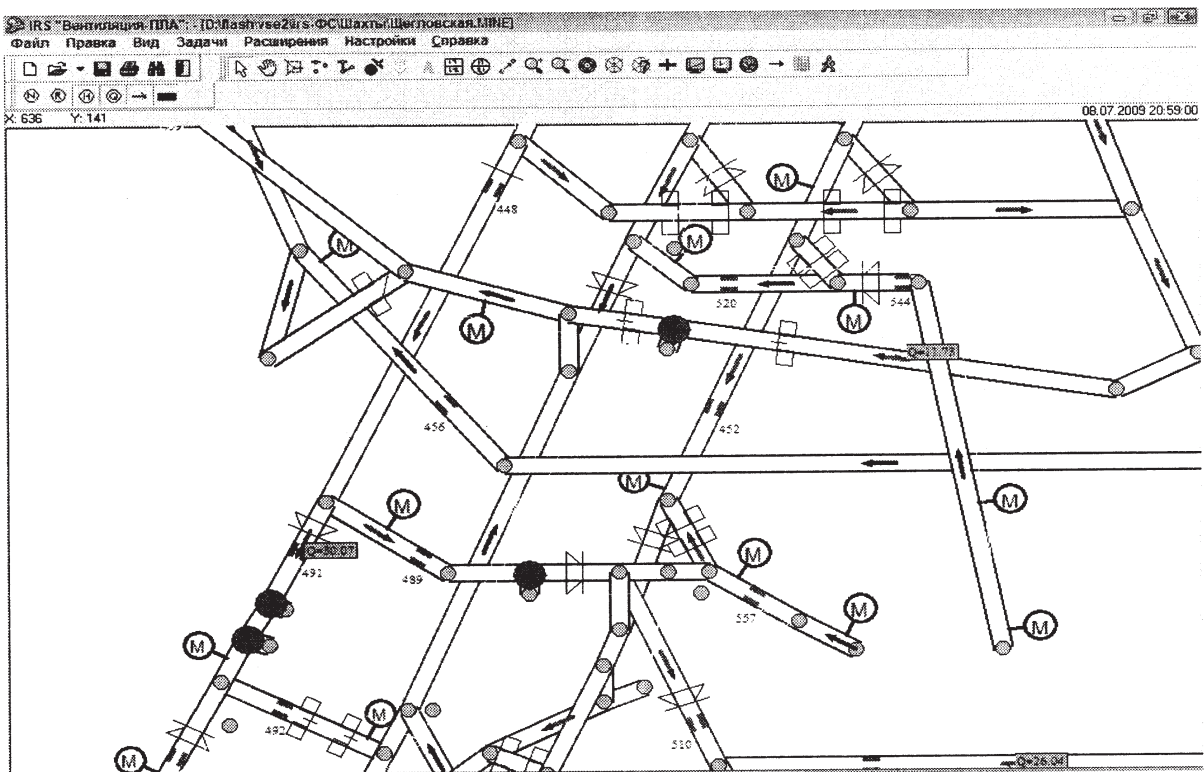 IRS "Вентиляция-ПЛА": - [D:\flash\vse2\irs-ФС\Шахты\Щегловская.MINE]
Файл Правка Вид Задачи Расширения Настройки Справка
X: 636 Y: 141
08.07.2009 20:59:00
M
448
M
M
520
544
M
M
456
452
M
M
M
491
489
M
557
M
M
M
492
M
510
M
Q=26.04